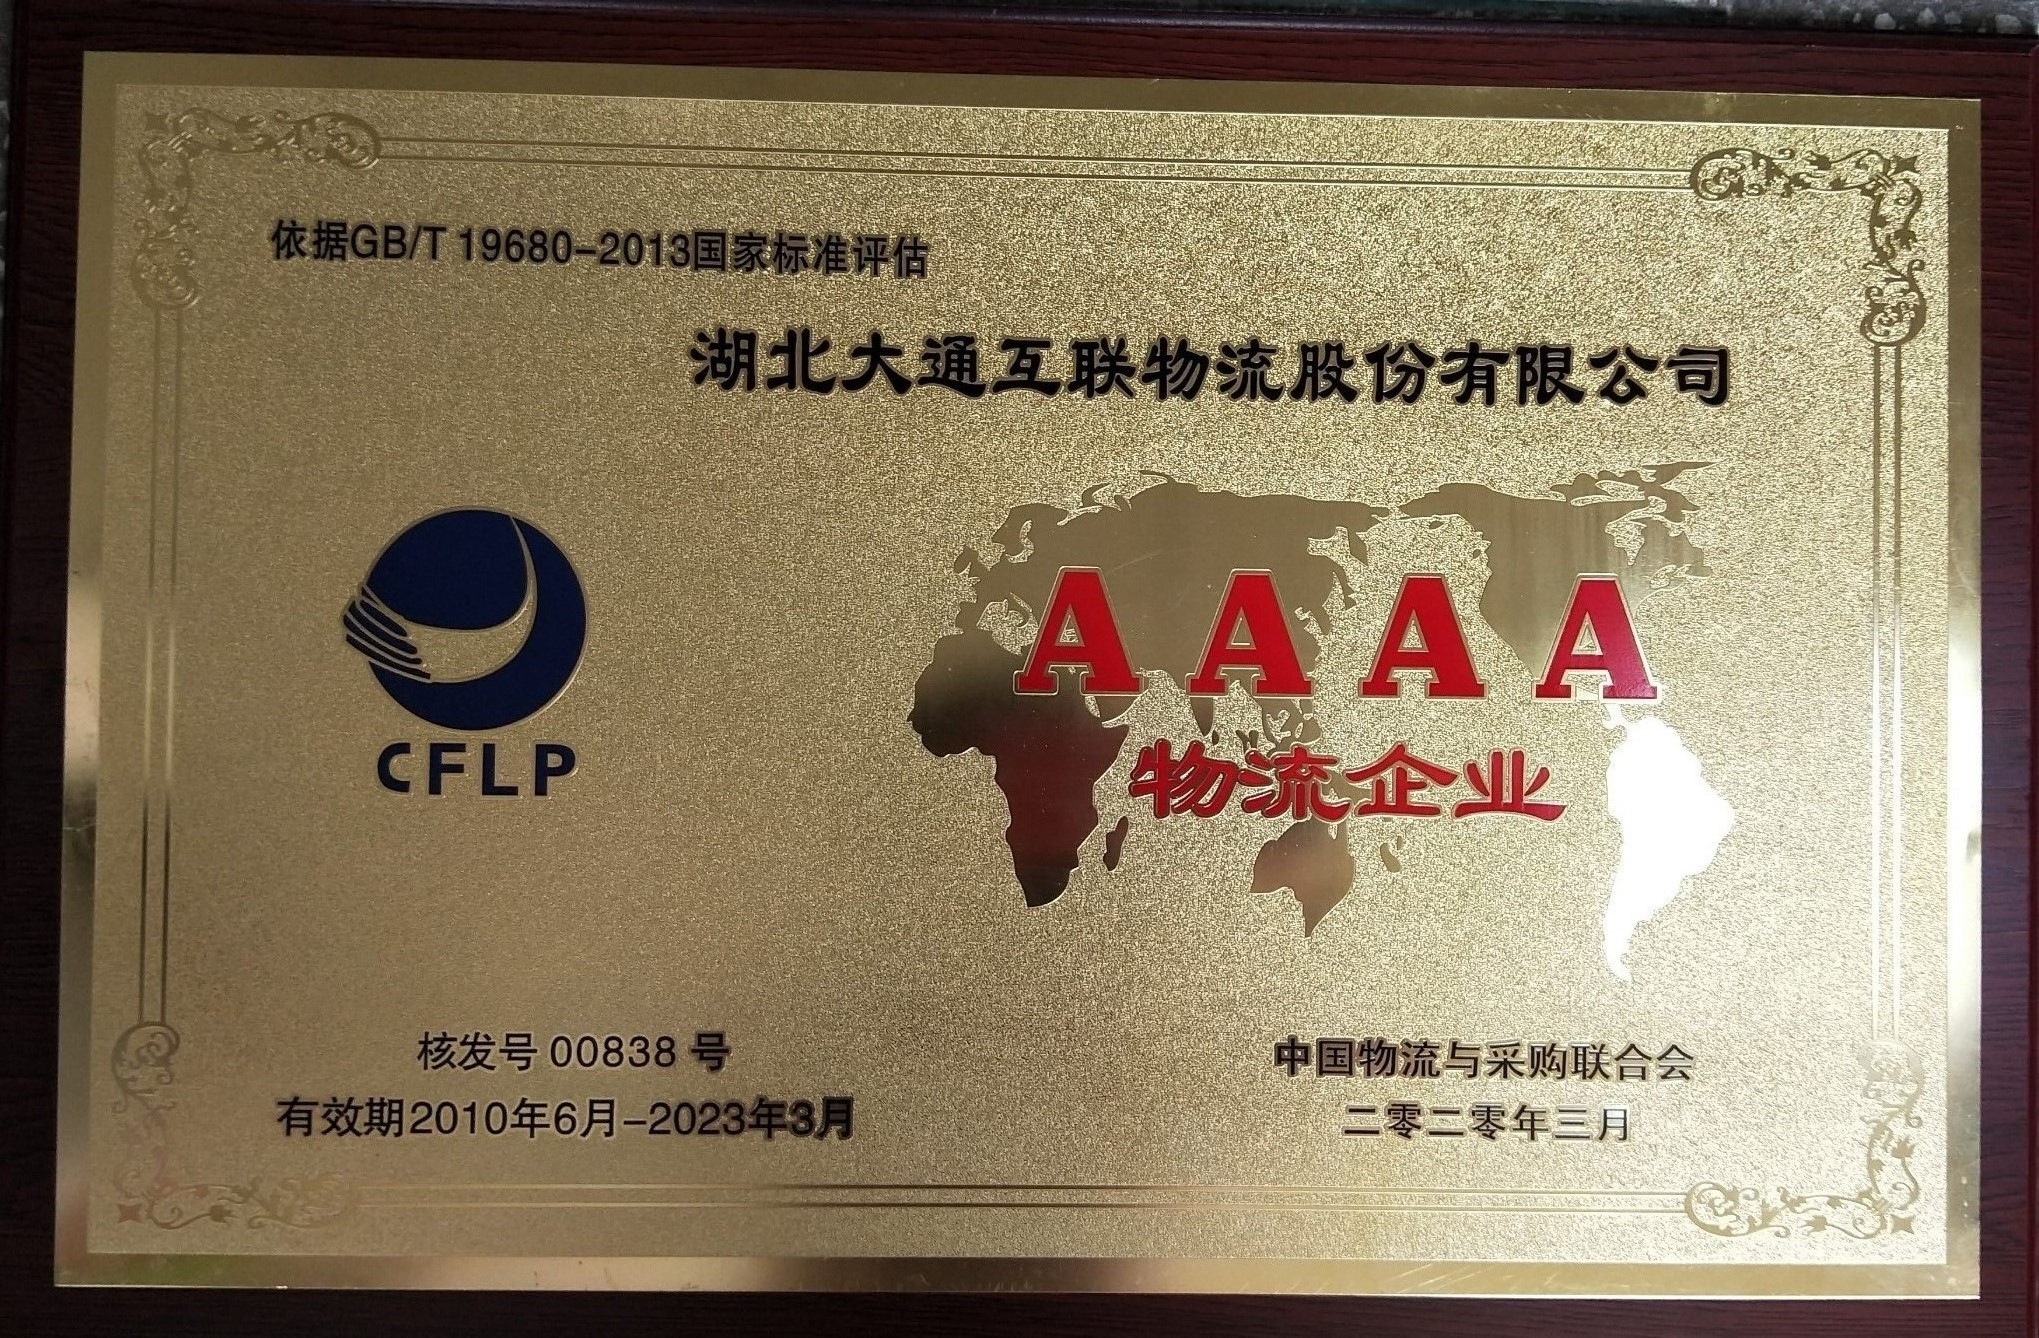 依据GB/T 19680-2013国家标准评估
湖北大通互联物流股份有限公司
AAAA
物流企业
CFLP
核发号 00838 号
有效期2010年6月-2023年3月
中国物流与采购联合会
二零二零年三月